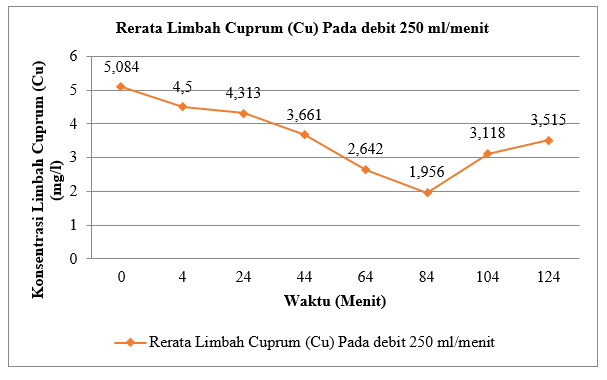 Rerata Limbah Cuprum (Cu) Pada debit 250 ml/menit
Konsentrasi Limbah Cuprum (Cu)
(mg/l)
6
5
4
3
2
1
0
5,084
4,5
4,313
3,661
2,642
1,956
3,118
3,515
0 4 24 44 64 84 104 124
Waktu (Menit)
Rerata Limbah Cuprum (Cu) Pada debit 250 ml/menit